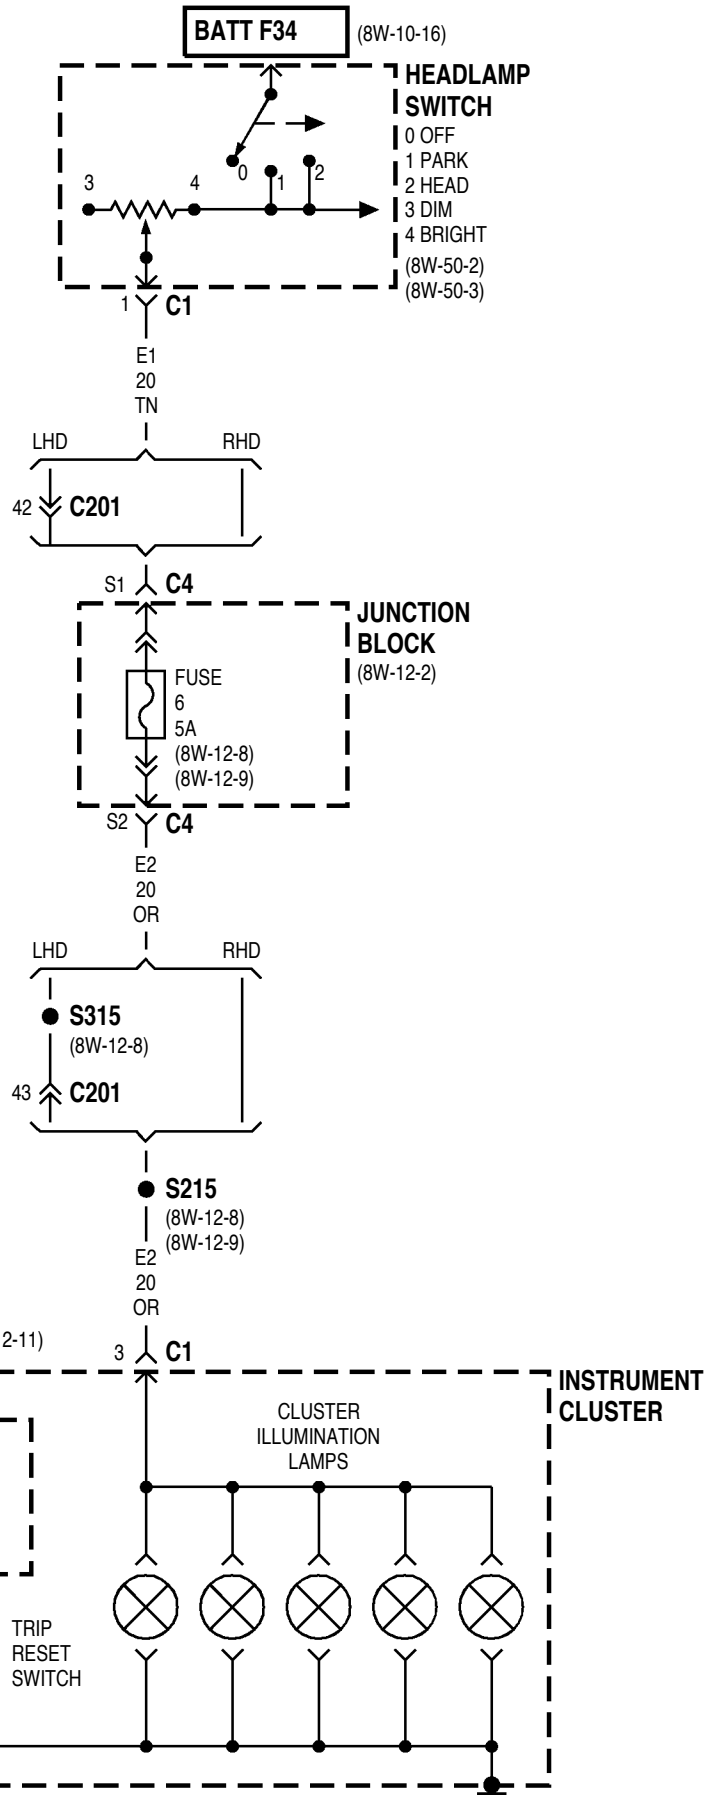 BATT F34
(8W-10-16)
HEADLAMP
SWITCH
0 OFF
1 PARK
2 HEAD
3 DIM
4 BRIGHT
(8W-50-2)
(8W-50-3)
0
1
2
3
4
1
C1
E1
20
TN
LHD
RHD
42
C201
S1
C4
JUNCTION
BLOCK
(8W-12-2)
FUSE
6
5A
(8W-12-8)
(8W-12-9)
S2
C4
E2
20
OR
LHD
RHD
S315
(8W-12-8)
43
C201
S215
(8W-12-8)
(8W-12-9)
E2
20
OR
2-11)
3
C1
INSTRUMENT
CLUSTER
CLUSTER
ILLUMINATION
LAMPS
TRIP
RESET
SWITCH